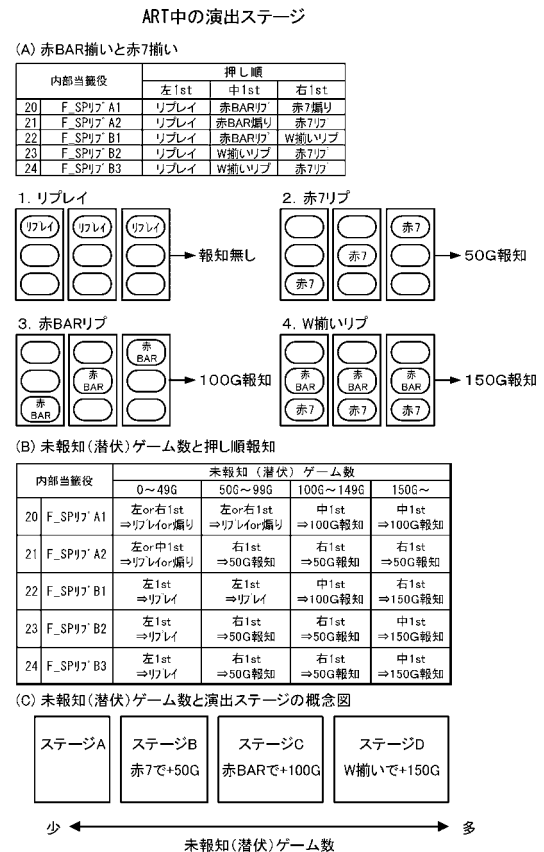 ART中の演出ステージ
(A) 赤BAR揃いと赤7揃い
内部当籤役 押し順
左1st 中1st 右1st
20 F_SPリプA1 リプレイ 赤BARリプ 赤7煽り
21 F_SPリプA2 リプレイ 赤BAR煽り 赤7リプ
22 F_SPリプB1 リプレイ 赤BARリプ W揃いリプ
23 F_SPリプB2 リプレイ W揃いリプ 赤7リプ
24 F_SPリプB3 リプレイ W揃いリプ 赤7リプ
1. リプレイ
リプレイ リプレイ リプレイ
報知無し
2. 赤7リプ
赤7
赤7
赤7
50G報知
3. 赤BARリプ
赤
BAR
赤
BAR
赤
BAR
100G報知
4. W揃いリプ
赤 赤 赤
BAR BAR BAR
赤7 赤7 赤7
150G報知
(B) 未報知(潜伏)ゲーム数と押し順報知
内部当籤役 未報知(潜伏)ゲーム数
0~49G 50G~99G 100G~149G 150G~
20 F_SPリプA1 左or右1st 左or右1st 中1st 中1st
⇒リプレイor煽り ⇒リプレイor煽り ⇒100G報知 ⇒100G報知
21 F_SPリプA2 左or中1st 右1st 右1st 右1st
⇒リプレイor煽り ⇒50G報知 ⇒50G報知 ⇒50G報知
22 F_SPリプB1 左1st 左1st 中1st 右1st
⇒リプレイ ⇒リプレイ ⇒100G報知 ⇒150G報知
23 F_SPリプB2 左1st 右1st 右1st 中1st
⇒リプレイ ⇒50G報知 ⇒50G報知 ⇒150G報知
24 F_SPリプB3 左1st 右1st 右1st 中1st
⇒リプレイ ⇒50G報知 ⇒50G報知 ⇒150G報知
(C) 未報知(潜伏)ゲーム数と演出ステージの概念図
ステージA
ステージB
赤7で+50G
ステージC
赤BARで+100G
ステージD
W揃いで+150G
少 多
未報知(潜伏)ゲーム数